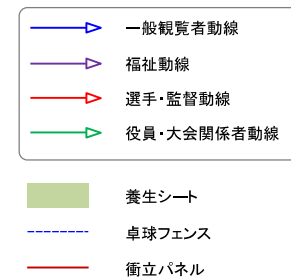 一般観覧者動線
福祉動線
選手・監督動線
役員・大会関係者動線
養生シート
卓球フェンス
衝立パネル